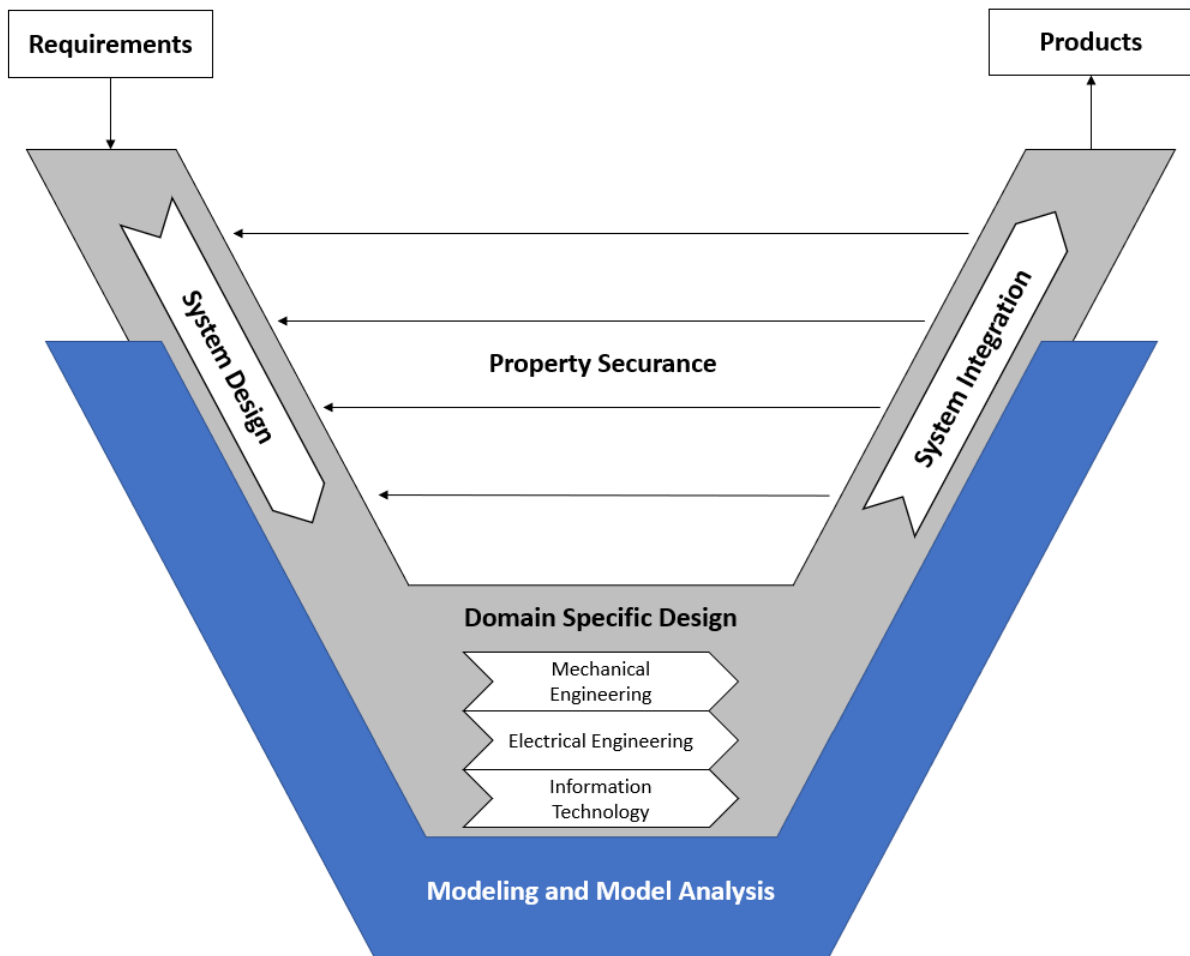 Requirements
Products
System Design
Property Securance
System Integration
Domain Specific Design
Mechanical
Engineering
Electrical Engineering
Information
Technology
Modeling and Model Analysis